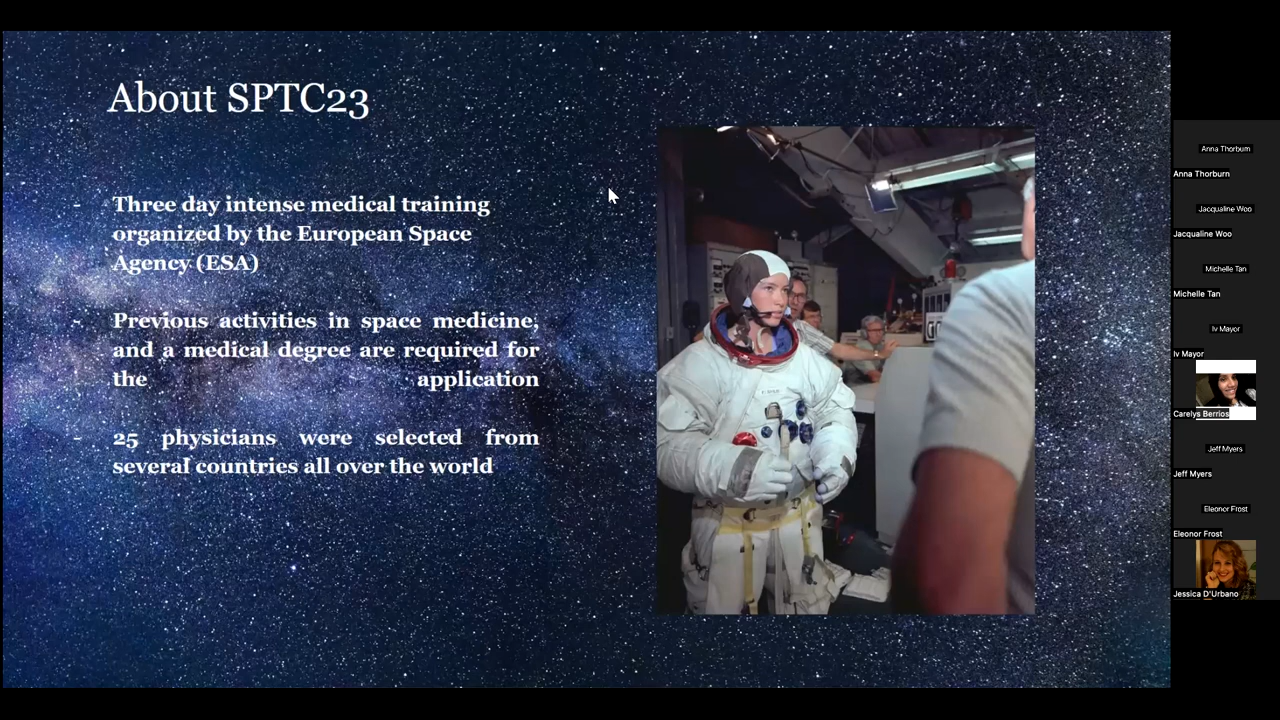 About SPTC23
- Three day intense medical training
organized by the European Space
Agency (ESA)
Previous activities in space medicine,
and a medical degree are required for
the application
- 25 physicians were selected from
several countries all over the world
Anna Thorburn
Anna Thorburn
Jacqualine Woo
Jacqualine Woo
Michelle Tan
Michelle Tan
Iv Mayor
Iv Mayor
Carelys Berrios
Jeff Myers
Jeff Myers
Eleonor Frost
Eleonor Frost
Jessica D'Urbano